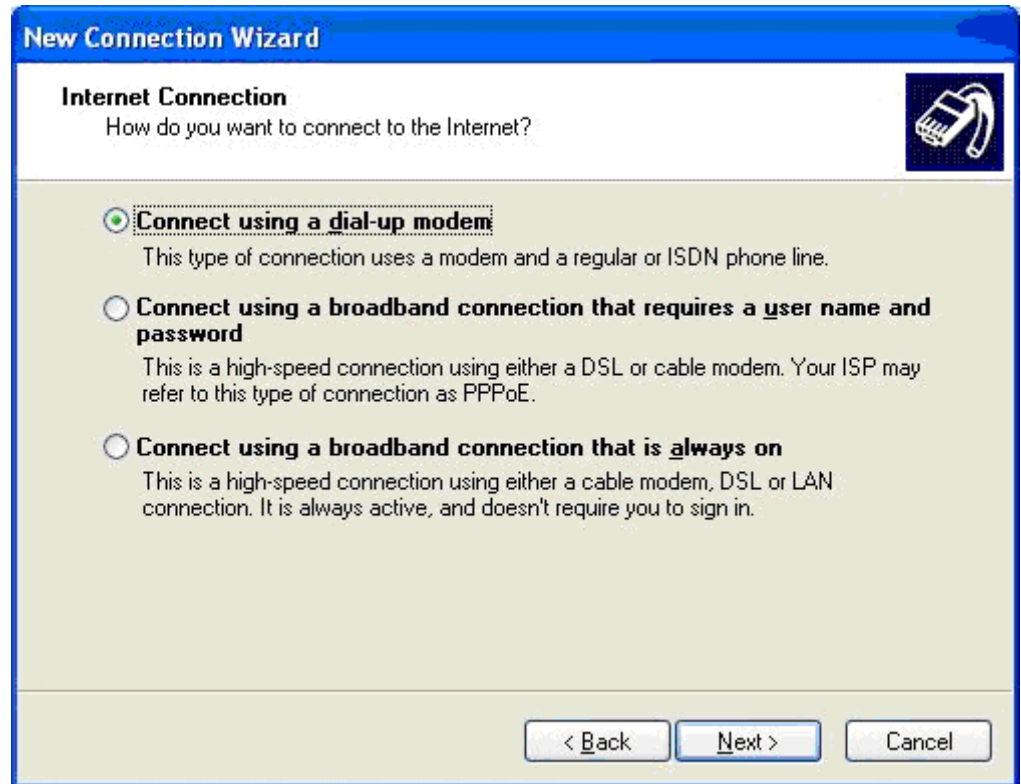 New Connection Wizard
Internet Connection
How do you want to connect to the Internet?
Connect using a dial-up modem
This type of connection uses a modem and a regular or ISDN phone line.
Connect using a broadband connection that requires a user name and
password
This is a high-speed connection using either a DSL or cable modem. Your ISP may
refer to this type of connection as PPPoE.
Connect using a broadband connection that is always on
This is a high-speed connection using either a cable modem, DSL or LAN
connection. It is always active, and doesn't require you to sign in.
< Back Next > Cancel